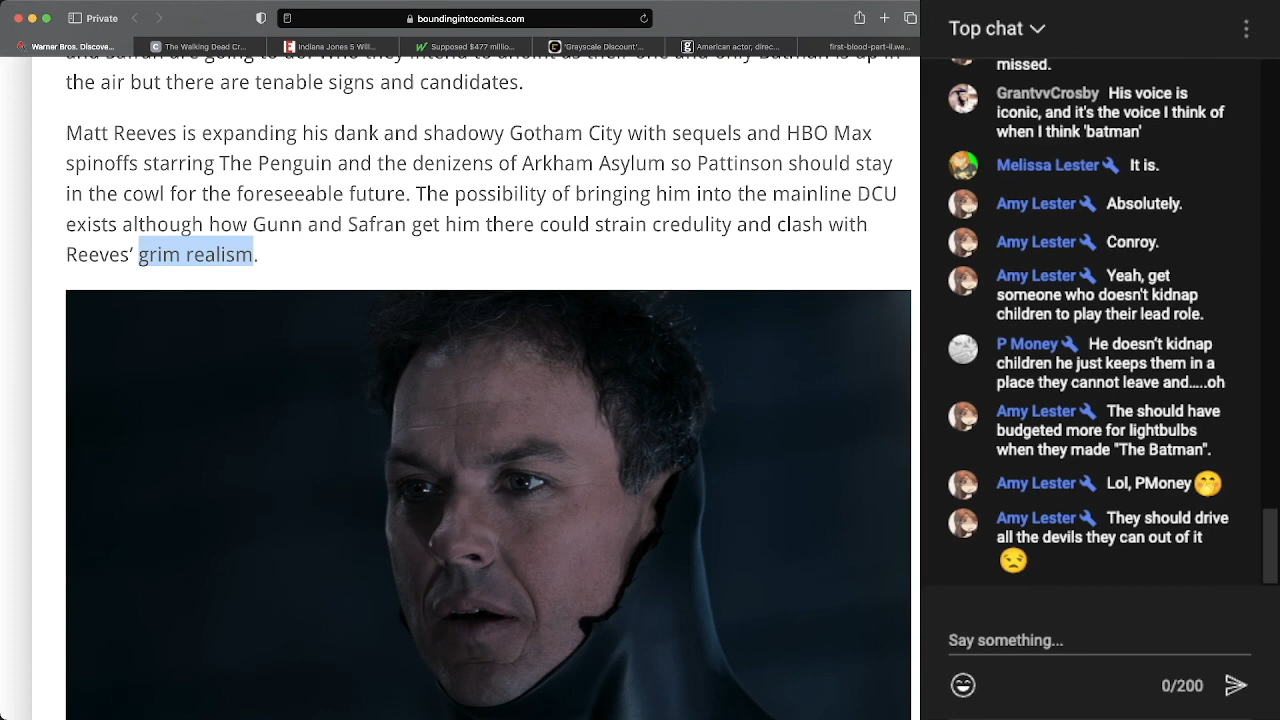 Private
boundingintocomics.com
Warner Bros. Discove...
The Walking Dead Cr...
Indiana Jones 5 Will...
Supposed $477 millio...
'Grayscale Discount'...
American actor, direc...
first-blood-part-ii.we...
the air but there are tenable signs and candidates.
Matt Reeves is expanding his dank and shadowy Gotham City with sequels and HBO Max
spinoffs starring The Penguin and the denizens of Arkham Asylum so Pattinson should stay
in the cowl for the foreseeable future. The possibility of bringing him into the mainline DCU
exists although how Gunn and Safran get him there could strain credulity and clash with
Reeves’ grim realism.
Top chat
missed.
GrantvvCrosby His voice is
iconic, and it's the voice I think of
when I think 'batman'
Melissa Lester It is.
Amy Lester Absolutely.
Amy Lester Conroy.
Amy Lester Yeah, get
someone who doesn't kidnap
children to play their lead role.
P Money He doesn't kidnap
children he just keeps them in a
place they cannot leave and.....oh
Amy Lester The should have
budgeted more for lightbulbs
when they made "The Batman".
Amy Lester Lol, PMoney
Amy Lester They should drive
all the devils they can out of it
Say something...
0/200